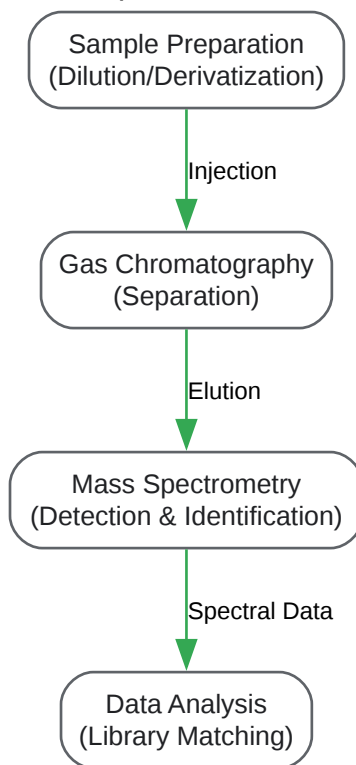 Sample Preparation
(Dilution/Derivatization)
Injection
Gas Chromatography
(Separation)
Elution
Mass Spectrometry
(Detection & Identification)
Spectral Data
Data Analysis
(Library Matching)